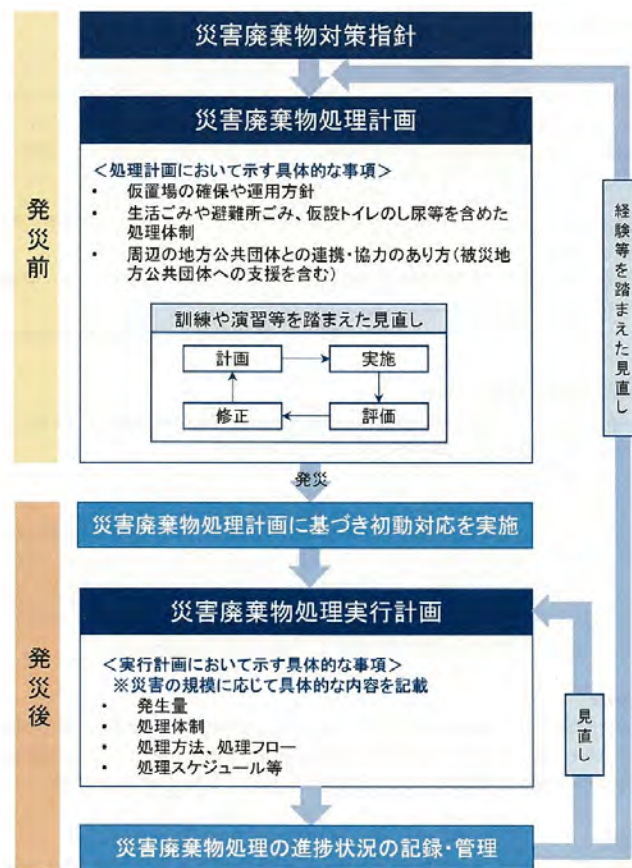 災害廃棄物対策指針
災害廃棄物処理計画
<処理計画において示す具体的な事項>
・ 仮置場の確保や運用方針
・ 生活ごみや避難所ごみ、仮設トイレのし尿等を含めた
処理体制
・ 周辺の地方公共団体との連携・協力のあり方(被災地
方公共団体への支援を含む)
訓練や演習等を踏まえた見直し
計画
実施
修正
評価
発災前
経験等を踏まえた見直し
発災
災害廃棄物処理計画に基づき初動対応を実施
災害廃棄物処理実行計画
<実行計画において示す具体的な事項>
※災害の規模に応じて具体的な内容を記載
・ 発生量
・ 処理体制
・ 処理方法、処理フロー
・ 処理スケジュール等
発災後
見直し
災害廃棄物処理の進捗状況の記録・管理